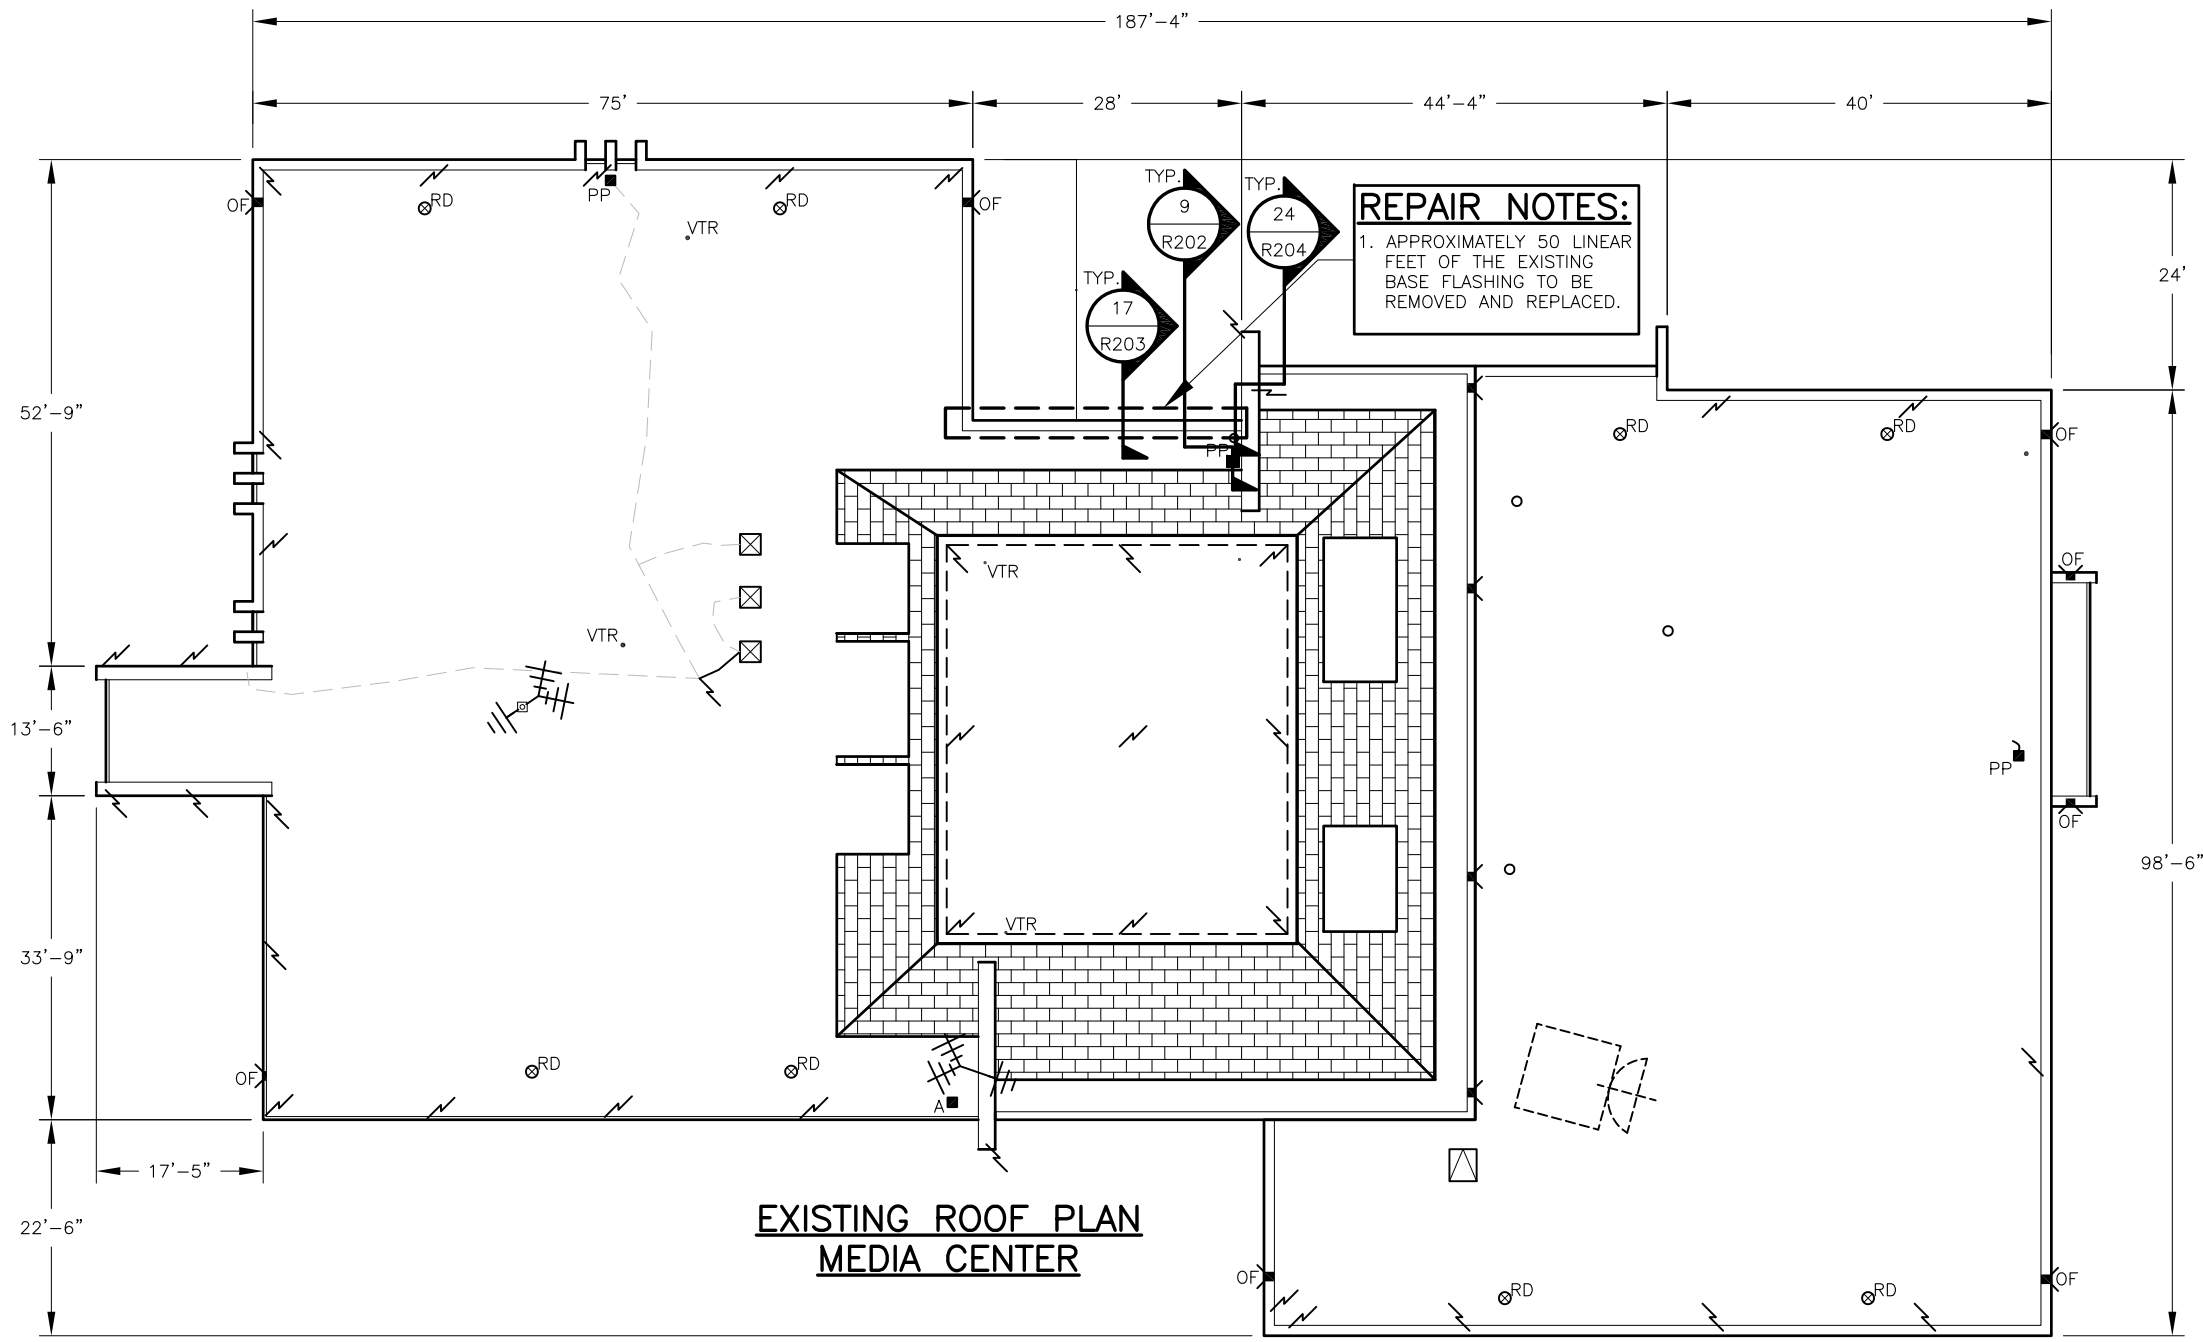 187'-4"
75'
28'
44'-4"
40'
TYP.
9
R202
TYP.
24
R204
REPAIR NOTES:
1. APPROXIMATELY 50 LINEAR
FEET OF THE EXISTING
BASE FLASHING TO BE
REMOVED AND REPLACED.
OF
RD
PP
RD
OF
VTR
TYP.
17
R203
24'
52'-9"
PP
RD
RD
OF
VTR
OF
VTR
13'-6"
PP
OF
98'-6"
VTR
33'-9"
OF
RD
RD
A
17'-5"
22'-6"
EXISTING ROOF PLAN
MEDIA CENTER
OF
RD
RD
OF